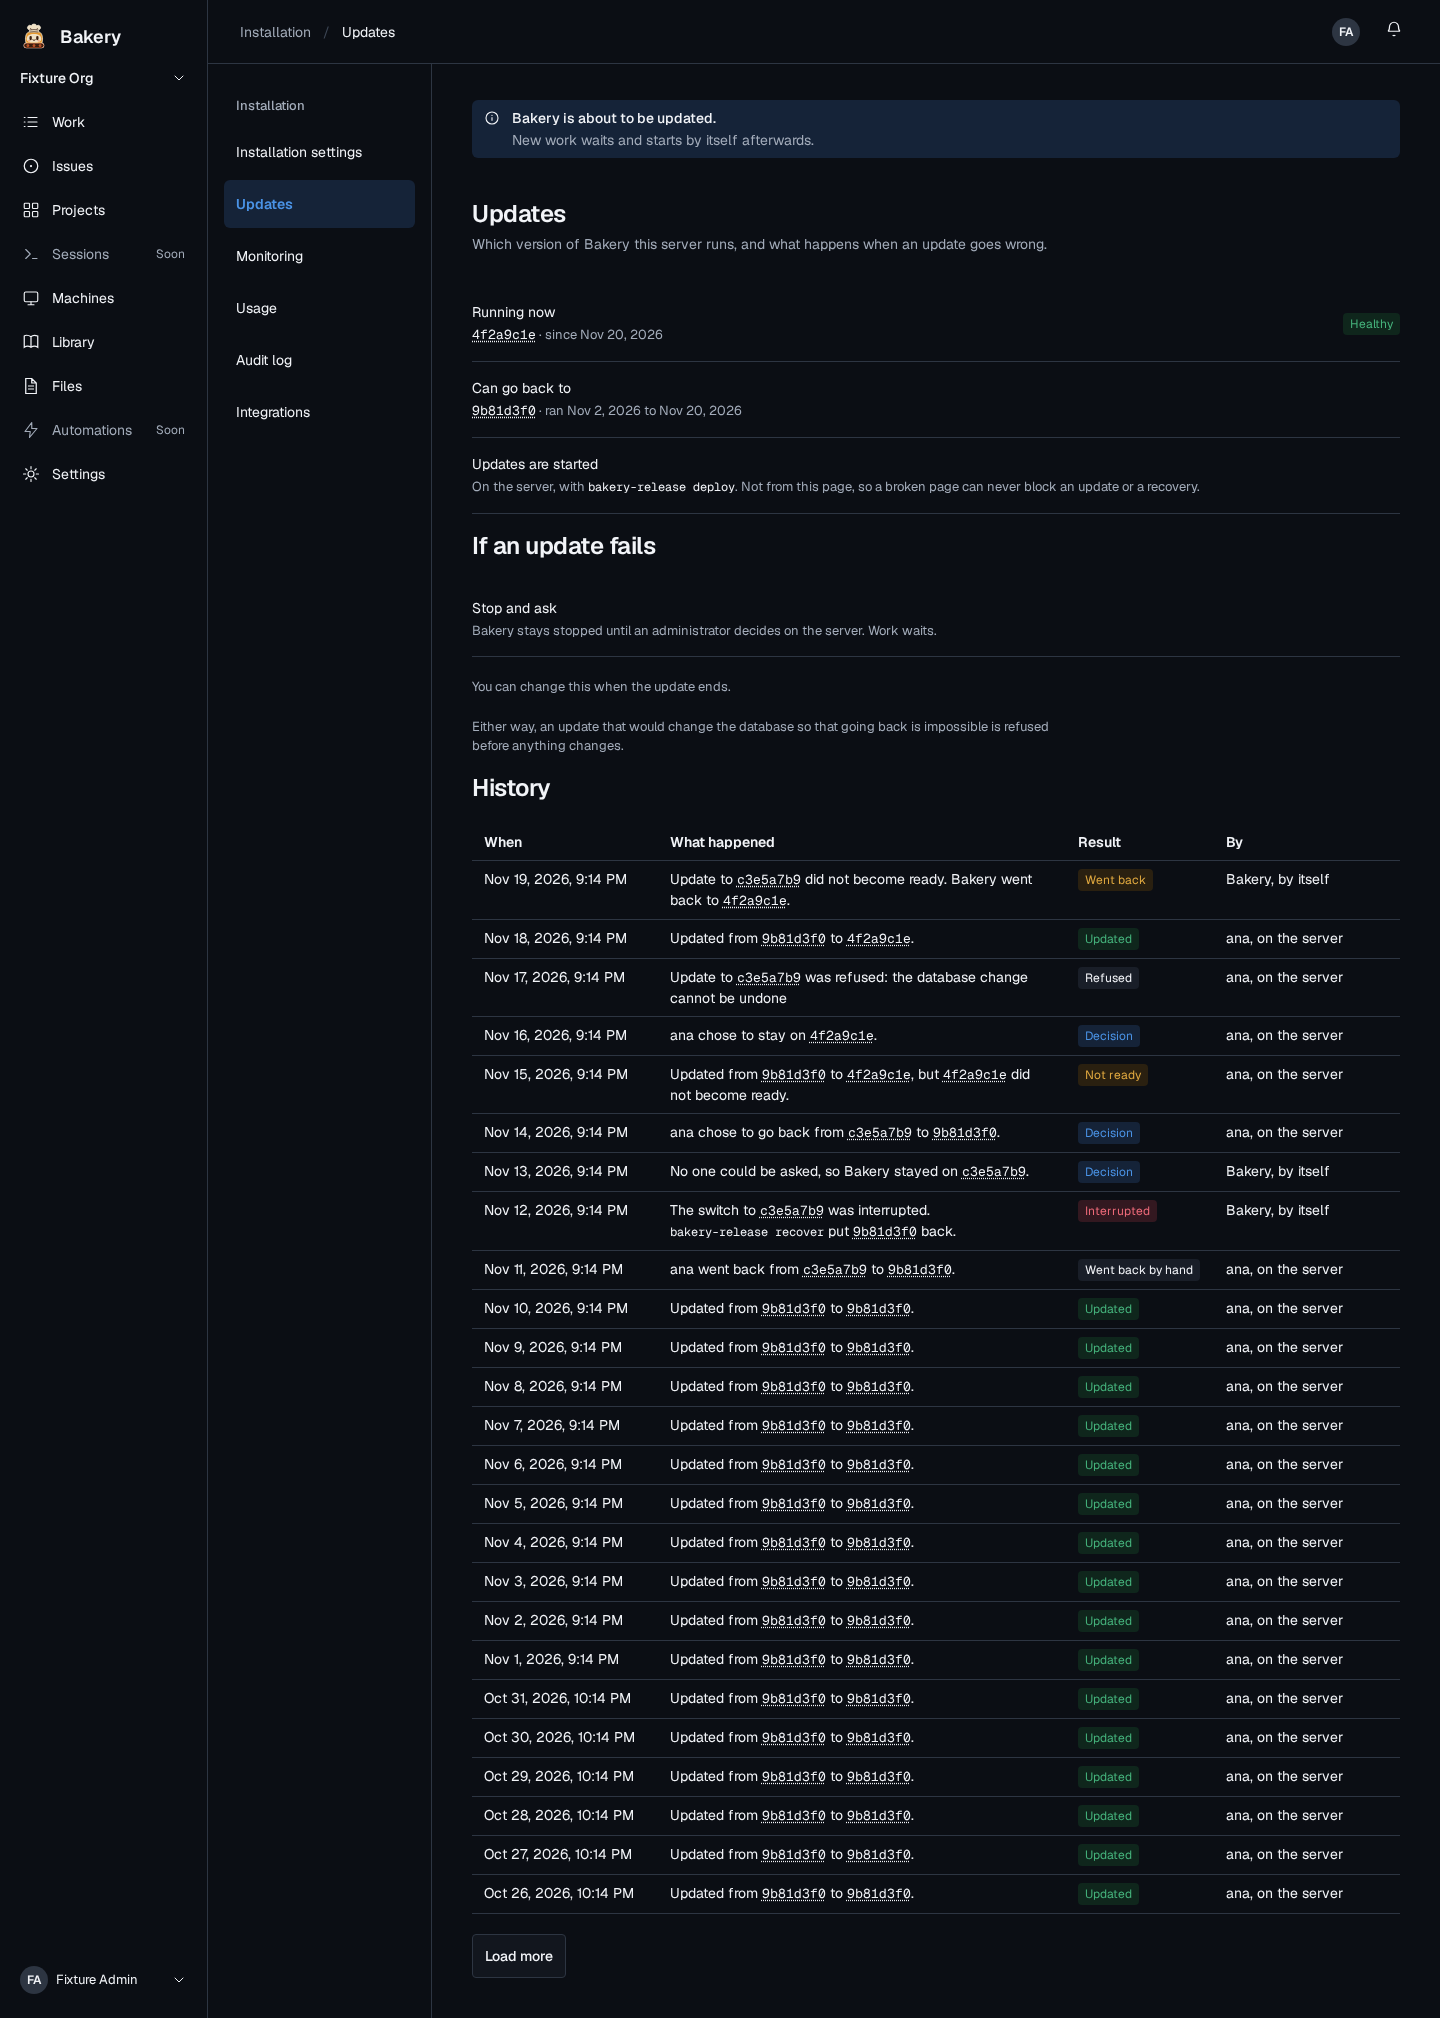 Bakery
Fixture Org
Work
Issues
Projects
Sessions Soon
Machines
Library
Files
Automations Soon
Settings
FA Fixture Admin
Installation / Updates
FA
Installation
Installation settings
Updates
Monitoring
Usage
Audit log
Integrations
Bakery is about to be updated.
New work waits and starts by itself afterwards.
Updates
Which version of Bakery this server runs, and what happens when an update goes wrong.
Running now
4f2a9c1e · since Nov 20, 2026
Healthy
Can go back to
9b81d3f0 · ran Nov 2, 2026 to Nov 20, 2026
Updates are started
On the server, with bakery-release deploy. Not from this page, so a broken page can never block an update or a recovery.
If an update fails
Stop and ask
Bakery stays stopped until an administrator decides on the server. Work waits.
You can change this when the update ends.
Either way, an update that would change the database so that going back is impossible is refused
before anything changes.
History
When What happened Result By
Nov 19, 2026, 9:14 PM Update to c3e5a7b9 did not become ready. Bakery went Went back Bakery, by itself
back to 4f2a9c1e.
Nov 18, 2026, 9:14 PM Updated from 9b81d3f0 to 4f2a9c1e. Updated ana, on the server
Nov 17, 2026, 9:14 PM Update to c3e5a7b9 was refused: the database change Refused ana, on the server
cannot be undone
Nov 16, 2026, 9:14 PM ana chose to stay on 4f2a9c1e. Decision ana, on the server
Nov 15, 2026, 9:14 PM Updated from 9b81d3f0 to 4f2a9c1e, but 4f2a9c1e did Not ready ana, on the server
not become ready.
Nov 14, 2026, 9:14 PM ana chose to go back from c3e5a7b9 to 9b81d3f0. Decision ana, on the server
Nov 13, 2026, 9:14 PM No one could be asked, so Bakery stayed on c3e5a7b9. Decision Bakery, by itself
Nov 12, 2026, 9:14 PM The switch to c3e5a7b9 was interrupted. Interrupted Bakery, by itself
bakery-release recover put 9b81d3f0 back.
Nov 11, 2026, 9:14 PM ana went back from c3e5a7b9 to 9b81d3f0. Went back by hand ana, on the server
Nov 10, 2026, 9:14 PM Updated from 9b81d3f0 to 9b81d3f0. Updated ana, on the server
Nov 9, 2026, 9:14 PM Updated from 9b81d3f0 to 9b81d3f0. Updated ana, on the server
Nov 8, 2026, 9:14 PM Updated from 9b81d3f0 to 9b81d3f0. Updated ana, on the server
Nov 7, 2026, 9:14 PM Updated from 9b81d3f0 to 9b81d3f0. Updated ana, on the server
Nov 6, 2026, 9:14 PM Updated from 9b81d3f0 to 9b81d3f0. Updated ana, on the server
Nov 5, 2026, 9:14 PM Updated from 9b81d3f0 to 9b81d3f0. Updated ana, on the server
Nov 4, 2026, 9:14 PM Updated from 9b81d3f0 to 9b81d3f0. Updated ana, on the server
Nov 3, 2026, 9:14 PM Updated from 9b81d3f0 to 9b81d3f0. Updated ana, on the server
Nov 2, 2026, 9:14 PM Updated from 9b81d3f0 to 9b81d3f0. Updated ana, on the server
Nov 1, 2026, 9:14 PM Updated from 9b81d3f0 to 9b81d3f0. Updated ana, on the server
Oct 31, 2026, 10:14 PM Updated from 9b81d3f0 to 9b81d3f0. Updated ana, on the server
Oct 30, 2026, 10:14 PM Updated from 9b81d3f0 to 9b81d3f0. Updated ana, on the server
Oct 29, 2026, 10:14 PM Updated from 9b81d3f0 to 9b81d3f0. Updated ana, on the server
Oct 28, 2026, 10:14 PM Updated from 9b81d3f0 to 9b81d3f0. Updated ana, on the server
Oct 27, 2026, 10:14 PM Updated from 9b81d3f0 to 9b81d3f0. Updated ana, on the server
Oct 26, 2026, 10:14 PM Updated from 9b81d3f0 to 9b81d3f0. Updated ana, on the server
Load more